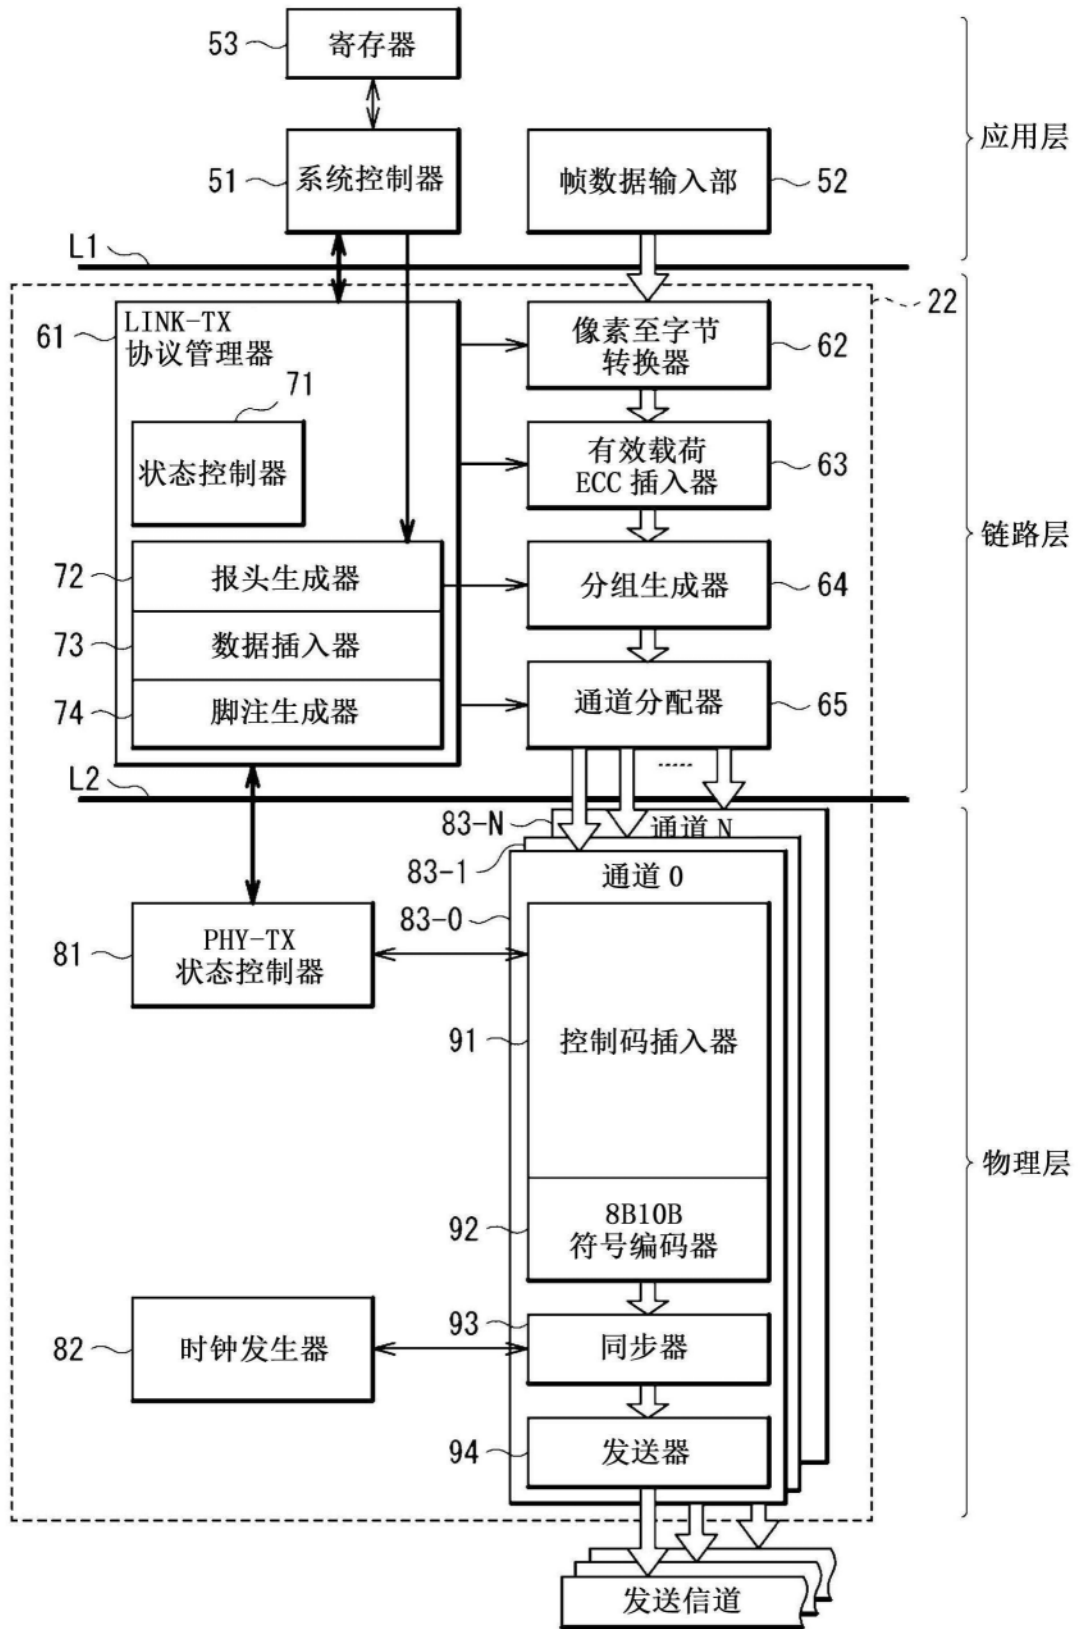 53
寄存器
51
系统控制器
帧数据输入部
52
应用层
L1
22
61
LINK-TX
协议管理器
像素至字节
转换器
62
71
状态控制器
有效载荷
ECC 插入器
63
链路层
72
报头生成器
分组生成器
64
73
数据插入器
74
脚注生成器
通道分配器
65
L2
.....
83-N
通道 N
83-1
通道 0
83-0
81
PHY-TX
状态控制器
91
控制码插入器
物理层
92
8B10B
符号编码器
93
82
时钟发生器
同步器
94
发送器
发送信道